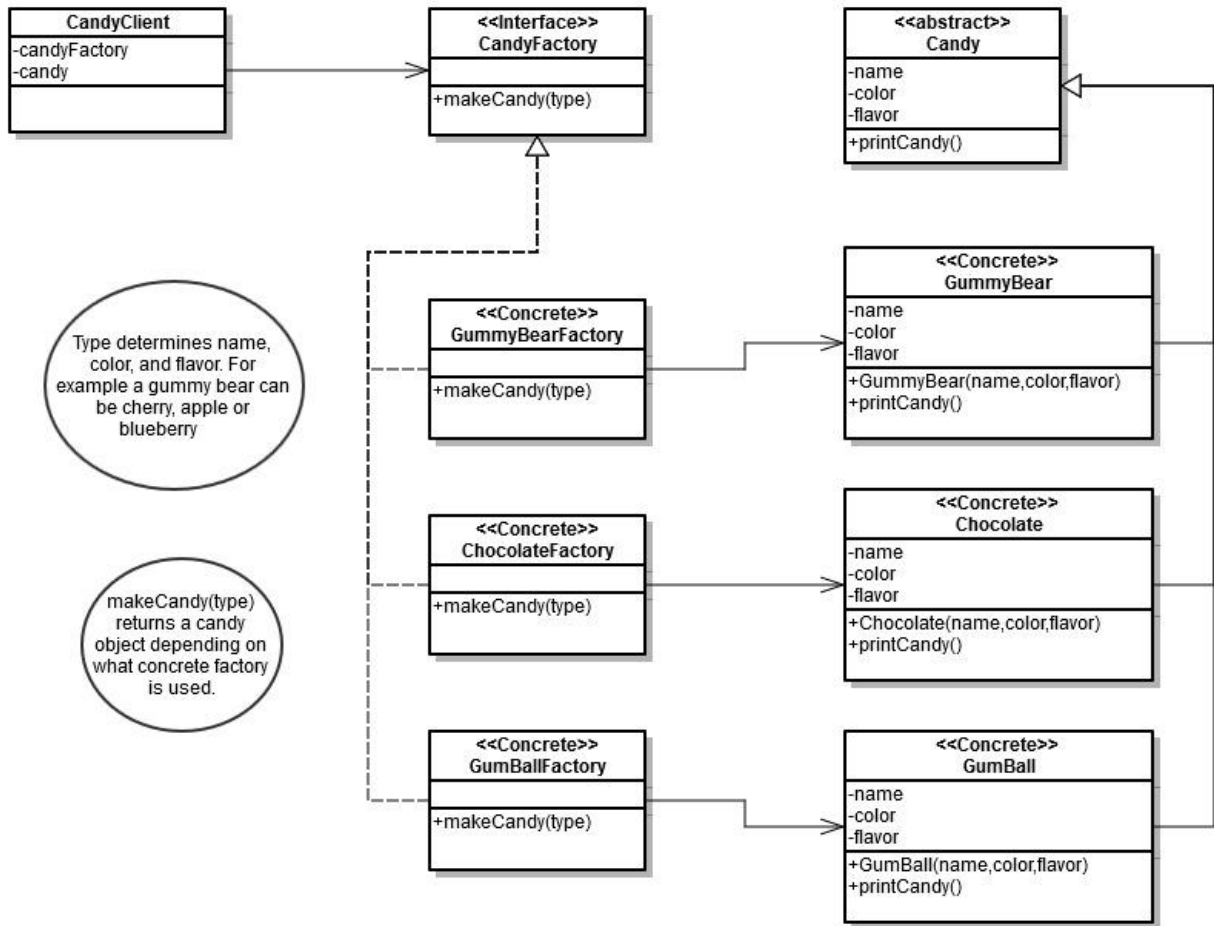 CandyClient
-candyFactory
-candy
<<Interface>>
CandyFactory
+makeCandy(type)
<<abstract>>
Candy
-name
-color
-flavor
+printCandy()
Type determines name,
color, and flavor. For
example a gummy bear can
be cherry, apple or
blueberry
<<Concrete>>
GummyBearFactory
+makeCandy(type)
<<Concrete>>
GummyBear
-name
-color
-flavor
+GummyBear(name,color,flavor)
+printCandy()
makeCandy(type)
returns a candy
object depending on
what concrete factory
is used.
<<Concrete>>
ChocolateFactory
+makeCandy(type)
<<Concrete>>
Chocolate
-name
-color
-flavor
+Chocolate(name,color,flavor)
+printCandy()
<<Concrete>>
GumBallFactory
+makeCandy(type)
<<Concrete>>
GumBall
-name
-color
-flavor
+GumBall(name,color,flavor)
+printCandy()